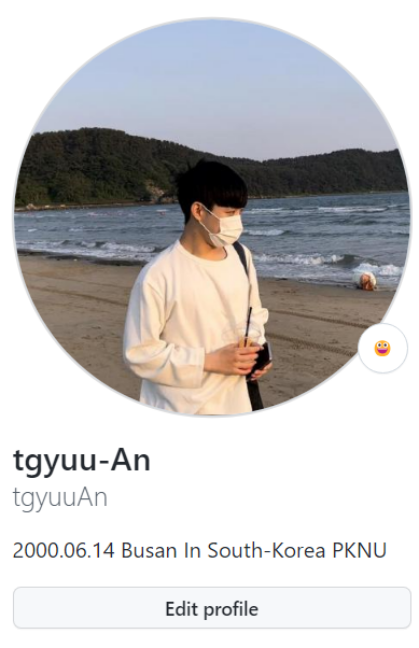 tgyuu-An
tgyuuAn
2000.06.14 Busan In South-Korea PKNU
Edit profile